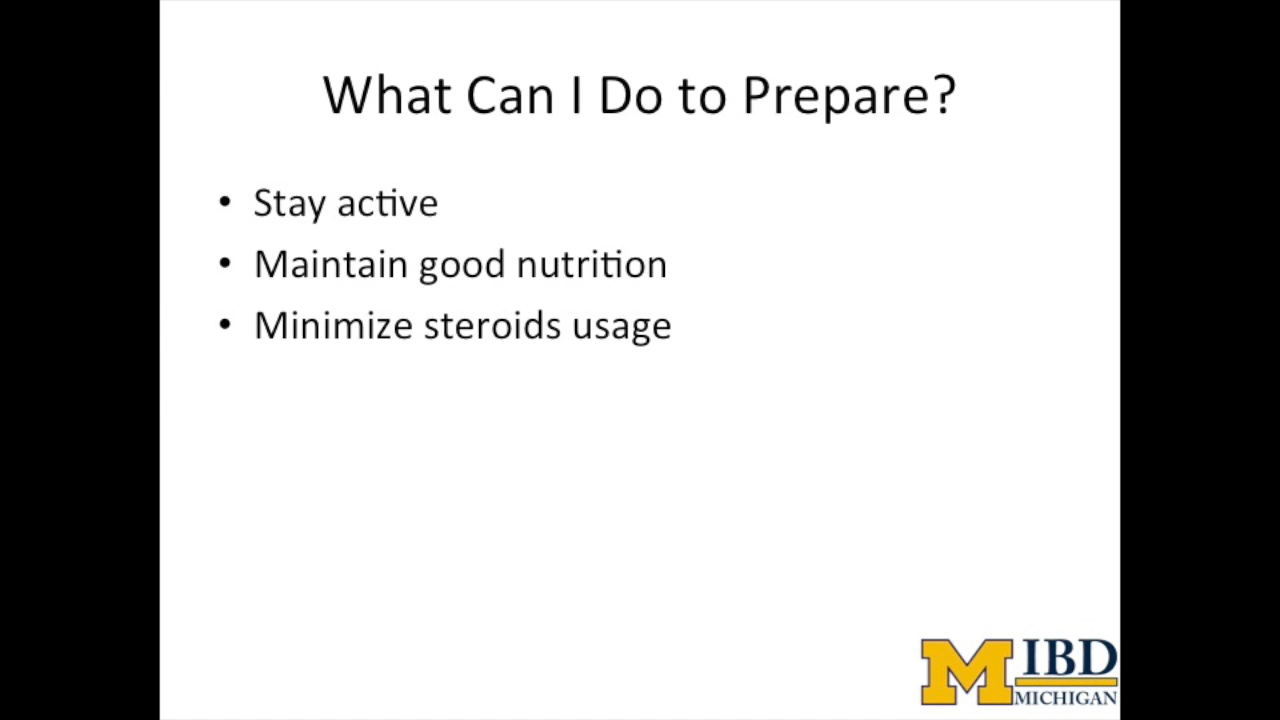 What Can I Do to Prepare?
• Stay active
• Maintain good nutrition
• Minimize steroids usage
M IBD
MICHIGAN